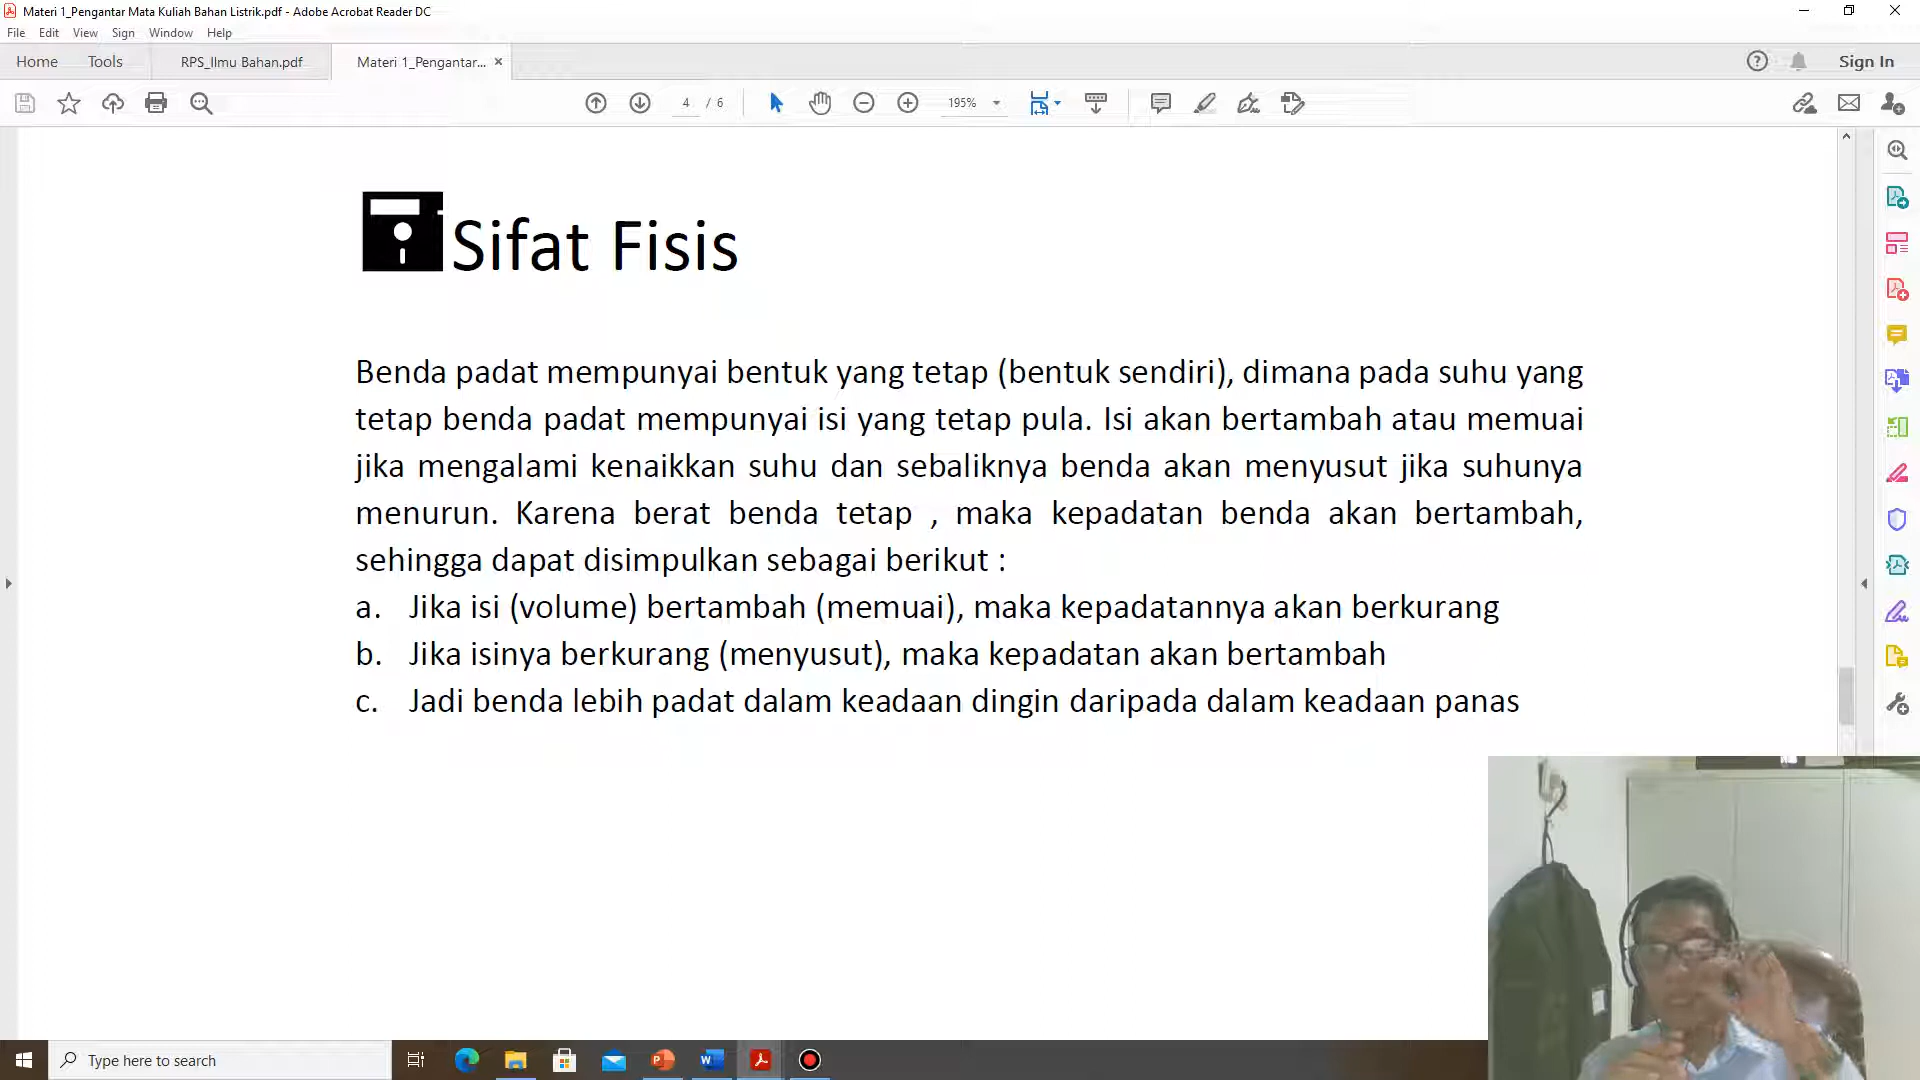 Materi 1_Pengantar Mata Kuliah Bahan Listrik.pdf - Adobe Acrobat Reader DC
File Edit View Sign Window Help
Home Tools RPS_Ilmu Bahan.pdf Materi 1_Pengantar... × Sign In
4 / 6 195%
Sifat Fisis
Benda padat mempunyai bentuk yang tetap (bentuk sendiri), dimana pada suhu yang
tetap benda padat mempunyai isi yang tetap pula. Isi akan bertambah atau memuai
jika mengalami kenaikkan suhu dan sebaliknya benda akan menyusut jika suhunya
menurun. Karena berat benda tetap , maka kepadatan benda akan bertambah,
sehingga dapat disimpulkan sebagai berikut :
a. Jika isi (volume) bertambah (memuai), maka kepadatannya akan berkurang
b. Jika isinya berkurang (menyusut), maka kepadatan akan bertambah
c. Jadi benda lebih padat dalam keadaan dingin daripada dalam keadaan panas
Type here to search